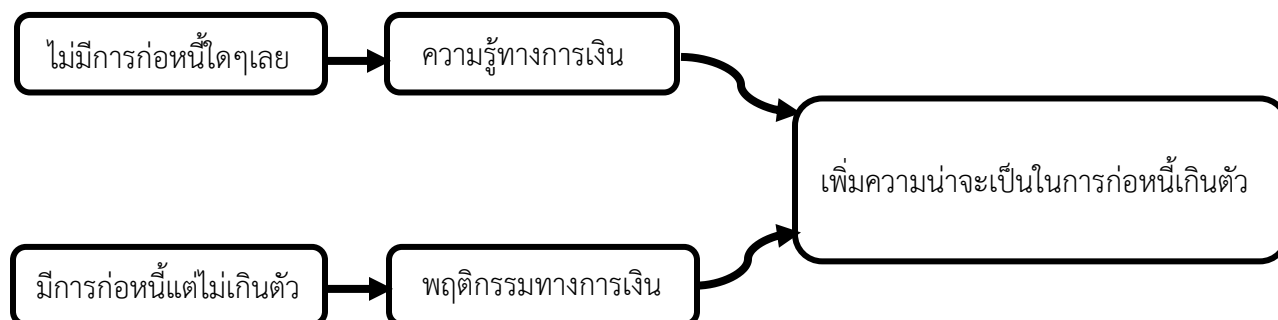 ไม่มีการก่อหนี้ใดๆเลย
ความรู้ทางการเงิน
เพิ่มความน่าจะเป็นในการก่อหนี้เกินตัว
มีการก่อหนี้แต่ไม่เกินตัว
พฤติกรรมทางการเงิน